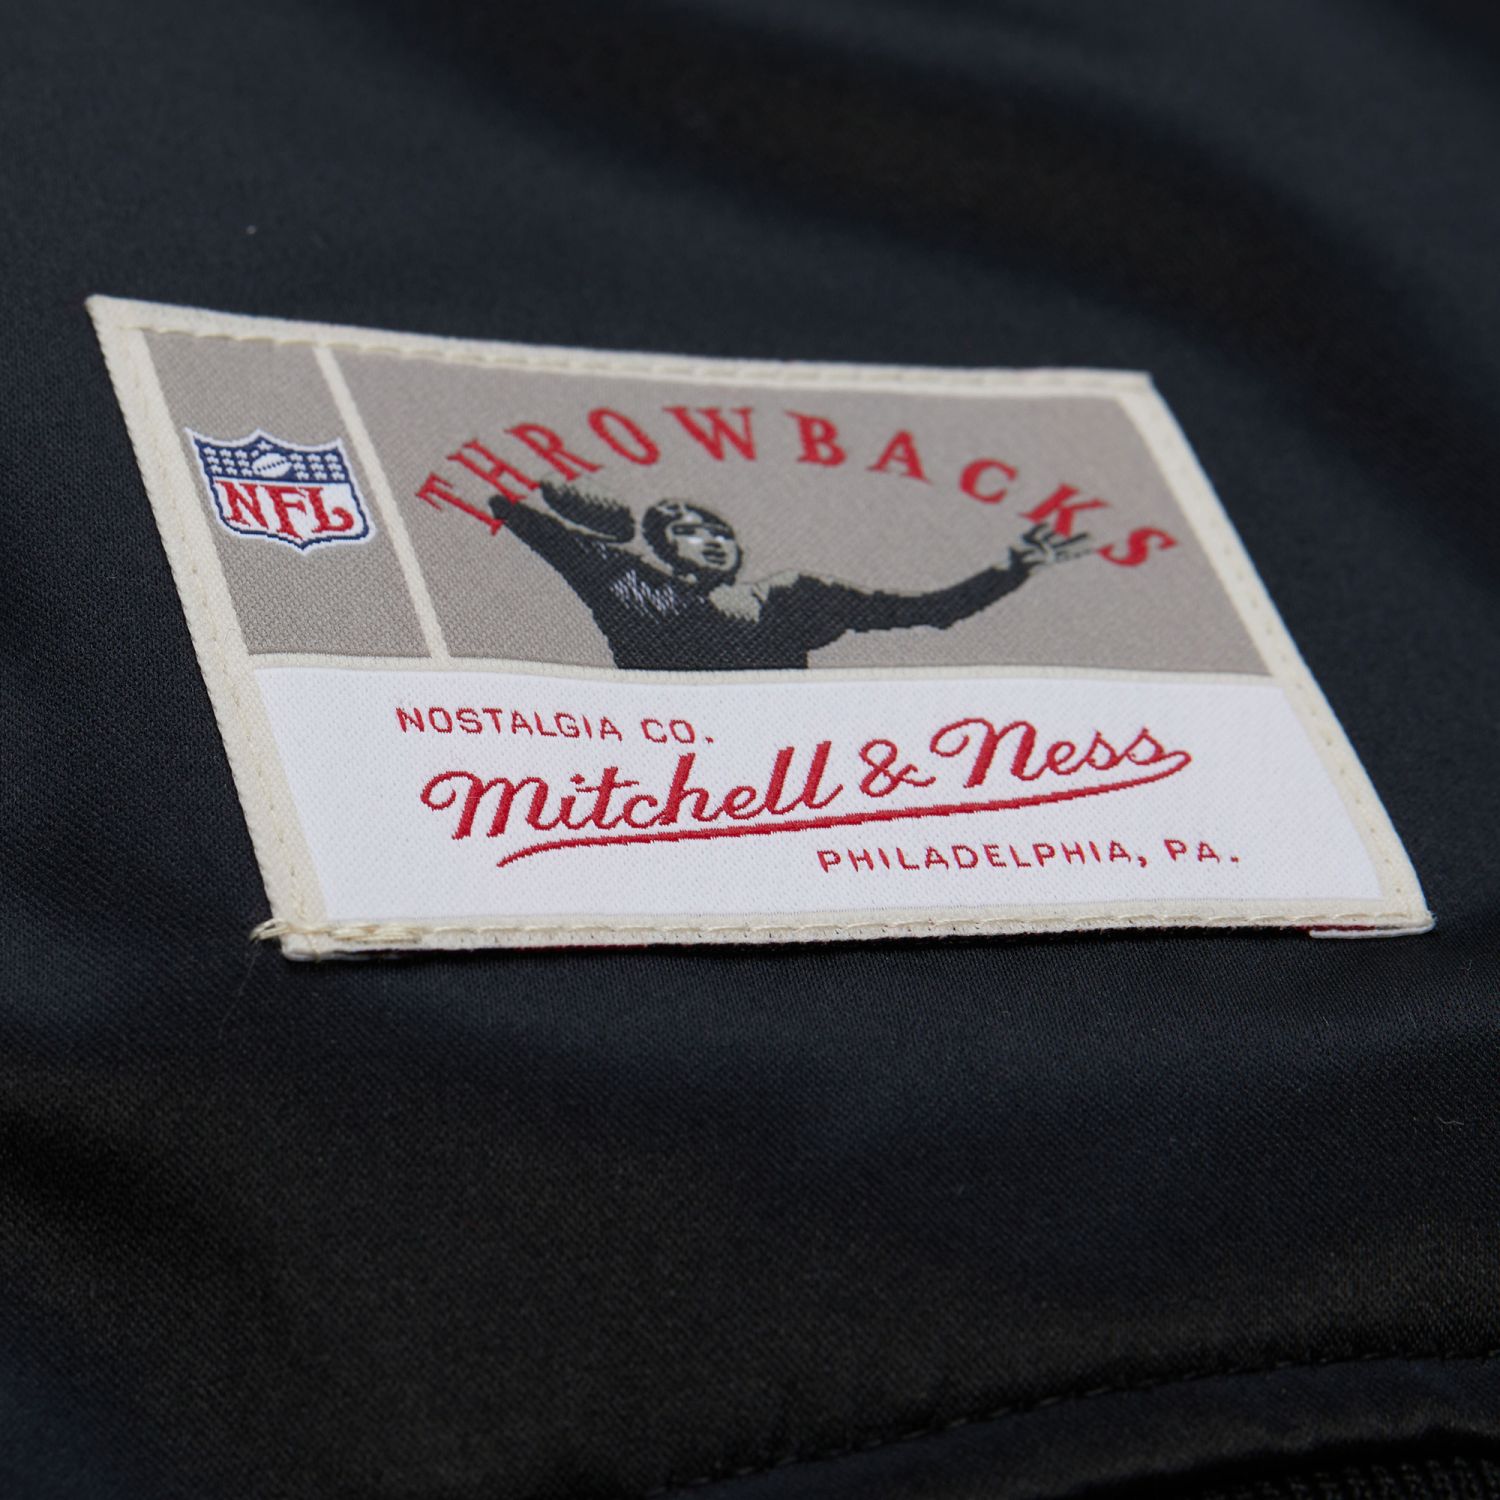 NFL
THROWBACKS
NOSTALGIA CO.
Mitchell & Ness
PHILADELPHIA, PA.